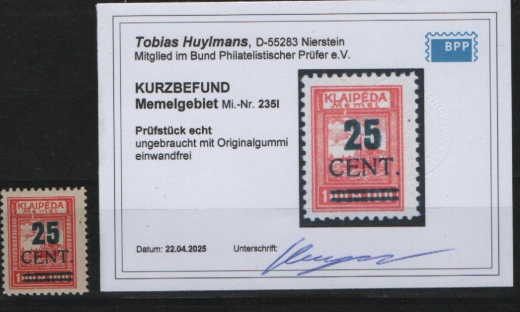 Tobias Huylmans, D-55283 Nierstein
Mitglied im Bund Philatelistischer Prüfer e.V.
BPP
KURZBEFUND
Memelgebiet Mi.-Nr. 235I
Prüfstück echt
ungebraucht mit Originalgummi
einwandfrei
Datum: 22.04.2025 Unterschrift:
KLAIPĖDA
Memel
25
CENT.
KLAIPĖDA
Memel
25
CENT.